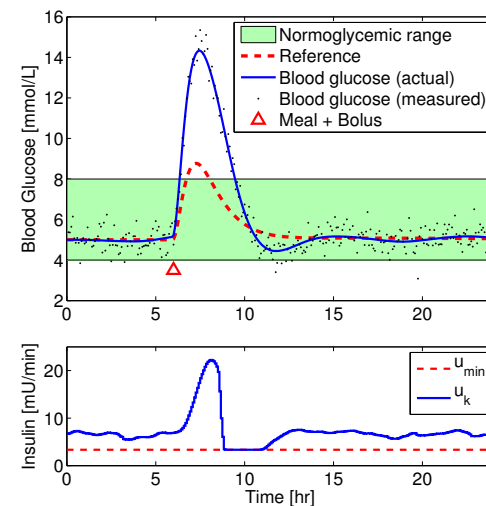 16
14
12
10
8
6
4
2
Blood Glucose [mmol/L]
Normoglycemic range
Reference
Blood glucose (actual)
Blood glucose (measured)
Meal + Bolus
0 5 10 15 20
20
10
0
Insulin [mU/min]
u_min
u_k
0 5 10 15 20
Time [hr]